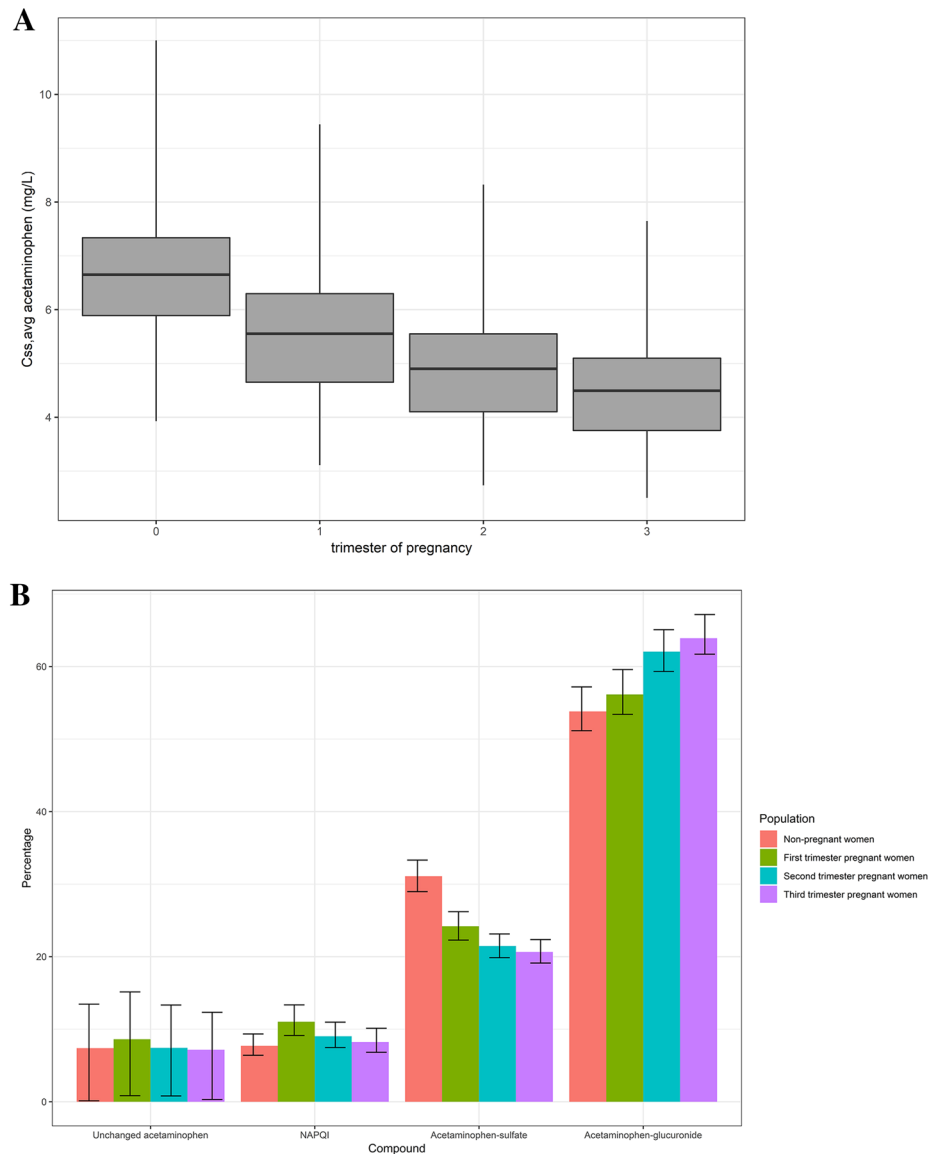 A
Css,avg acetaminophen (mg/L)
10
8
6
4
0 1 2 3
trimester of pregnancy
B
Percentage
60
40
20
0
Unchanged acetaminophen NAPQI Acetaminophen-sulfate Acetaminophen-glucuronide
Compound
Population
Non-pregnant women
First trimester pregnant women
Second trimester pregnant women
Third trimester pregnant women